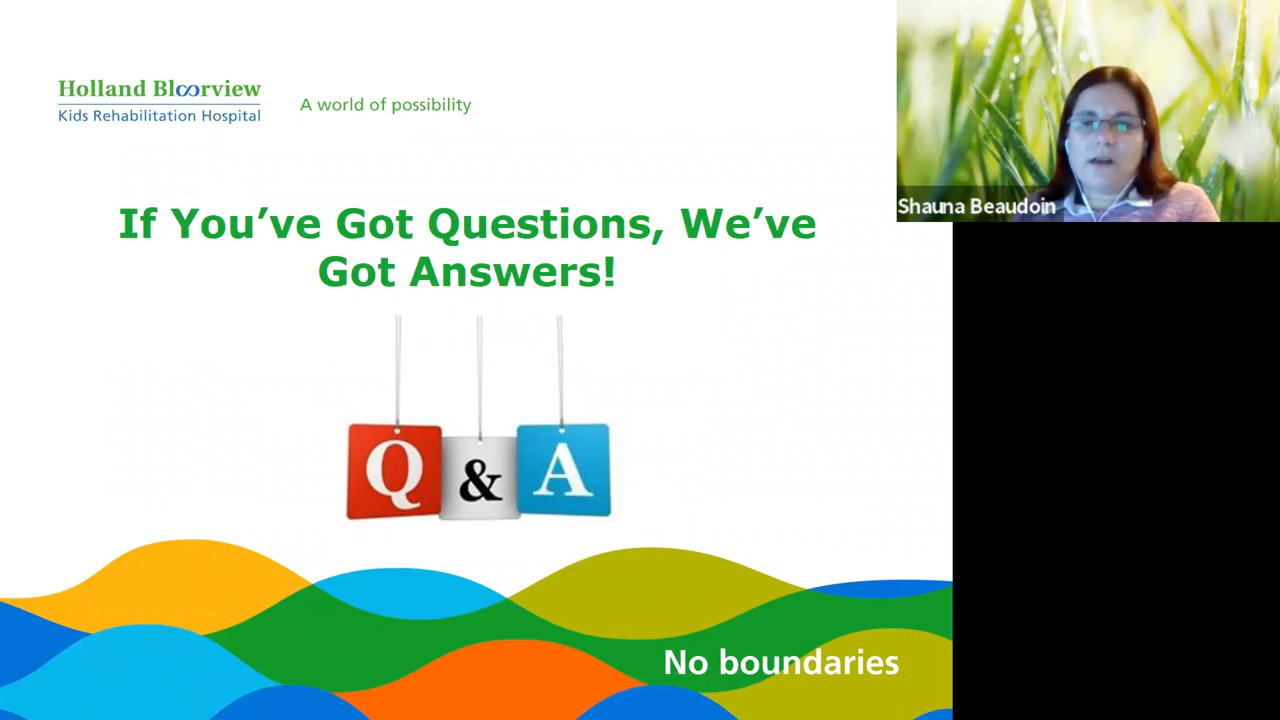 Holland Bloorview
Kids Rehabilitation Hospital
A world of possibility
If You've Got Questions, We've
Got Answers!
Q & A
No boundaries
Shauna Beaudoin